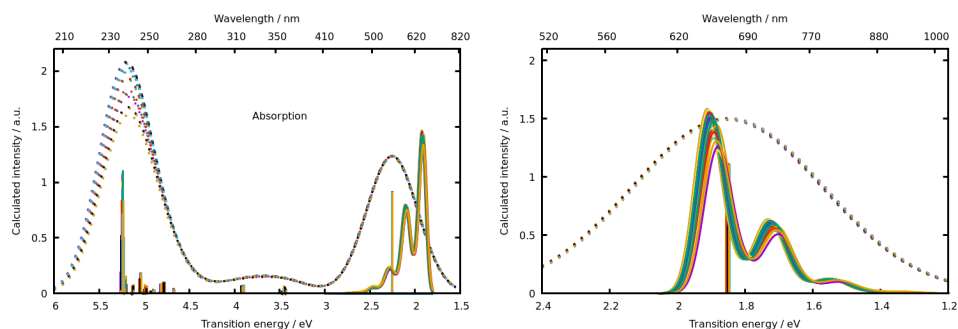 Wavelength / nm
210 230 250 280 310 350 410 500 620 820
2
1.5
1
0.5
0
Calculated intensity / a.u.
Absorption
6 5.5 5 4.5 4 3.5 3 2.5 2 1.5
Transition energy / eV
Wavelength / nm
520 560 620 690 770 880 1000
2
1.5
1
0.5
0
Calculated intensity / a.u.
2.4 2.2 2 1.8 1.6 1.4 1.2
Transition energy / eV